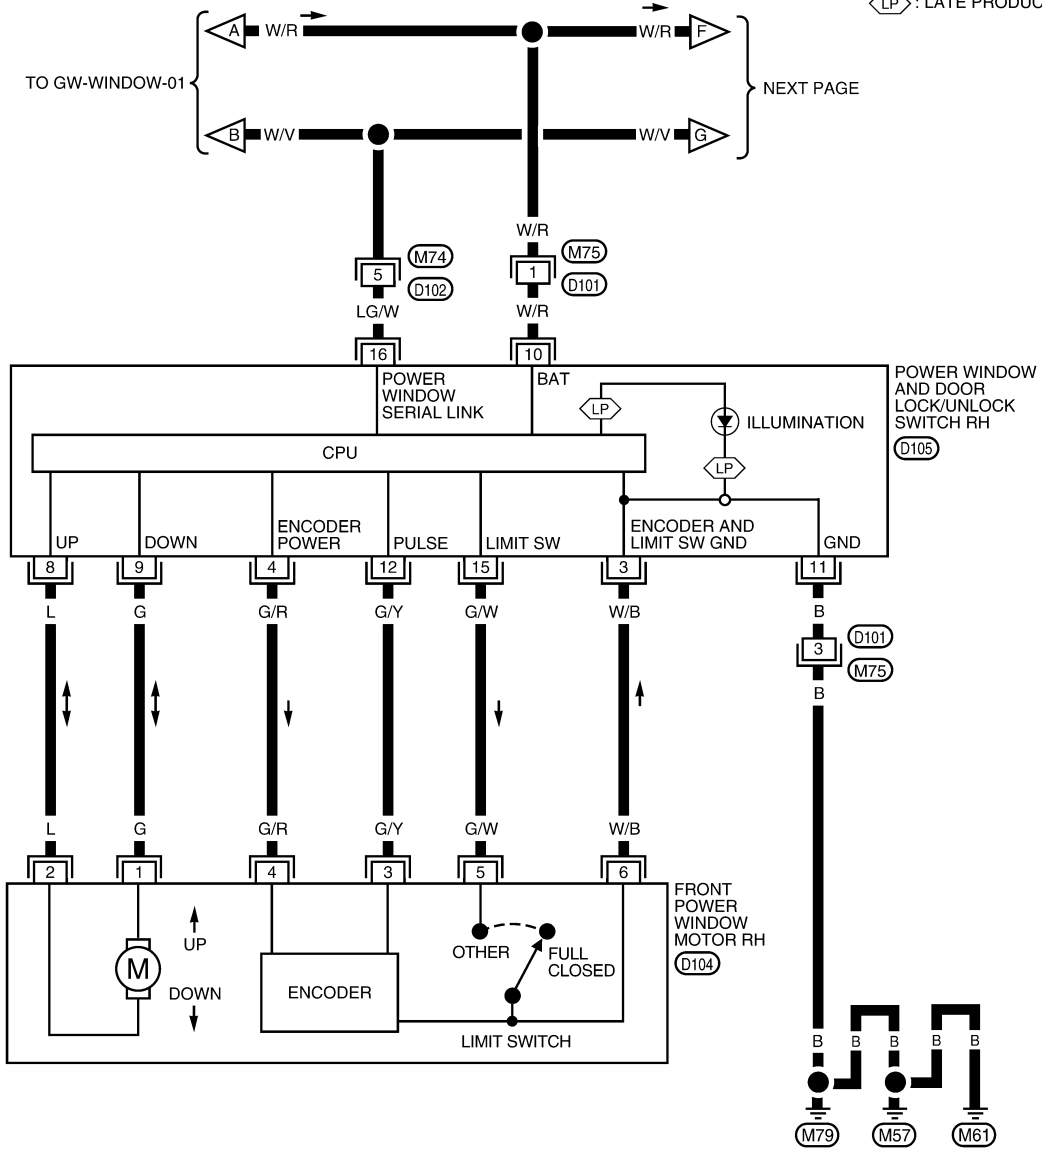 LP : LATE PRODUC
A W/R W/R F
TO GW-WINDOW-01
NEXT PAGE
B W/V W/V G
W/R
M74
M75
5
1
D102
D101
LG/W
W/R
16
10
POWER
WINDOW
SERIAL LINK
BAT
LP
ILLUMINATION
LP
CPU
POWER WINDOW
AND DOOR
LOCK/UNLOCK
SWITCH RH
D105
UP
DOWN
ENCODER
POWER
PULSE
LIMIT SW
ENCODER AND
LIMIT SW GND
GND
8 9 4 12 15 3 11
L G G/R G/Y G/W W/B B
3
D101
M75
B
L G G/R G/Y G/W W/B
2 1 4 3 5 6
FRONT
POWER
WINDOW
MOTOR RH
D104
UP
M
DOWN
ENCODER
OTHER
FULL
CLOSED
LIMIT SWITCH
B B B B B
M79 M57 M61